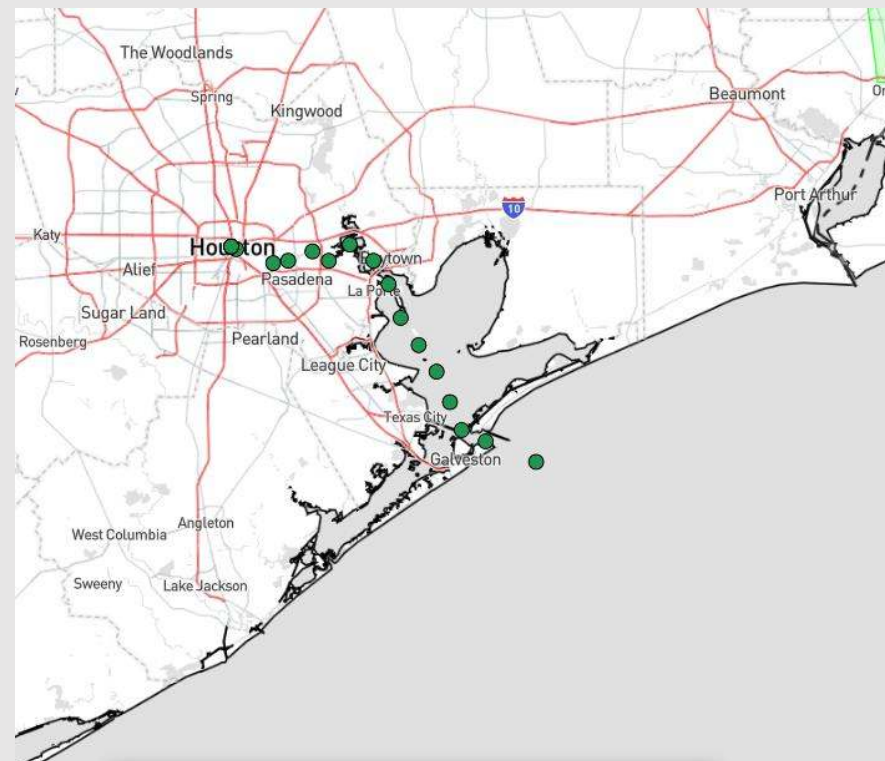 The Woodlands
Spring
Kingwood
Beaumont
Port Arthur
10
Katy
Houston
Baytown
Alief
Pasadena
La Porte
Sugar Land
Rosenberg
Pearland
League City
Texas City
Galveston
Angleton
West Columbia
Sweeny
Lake Jackson